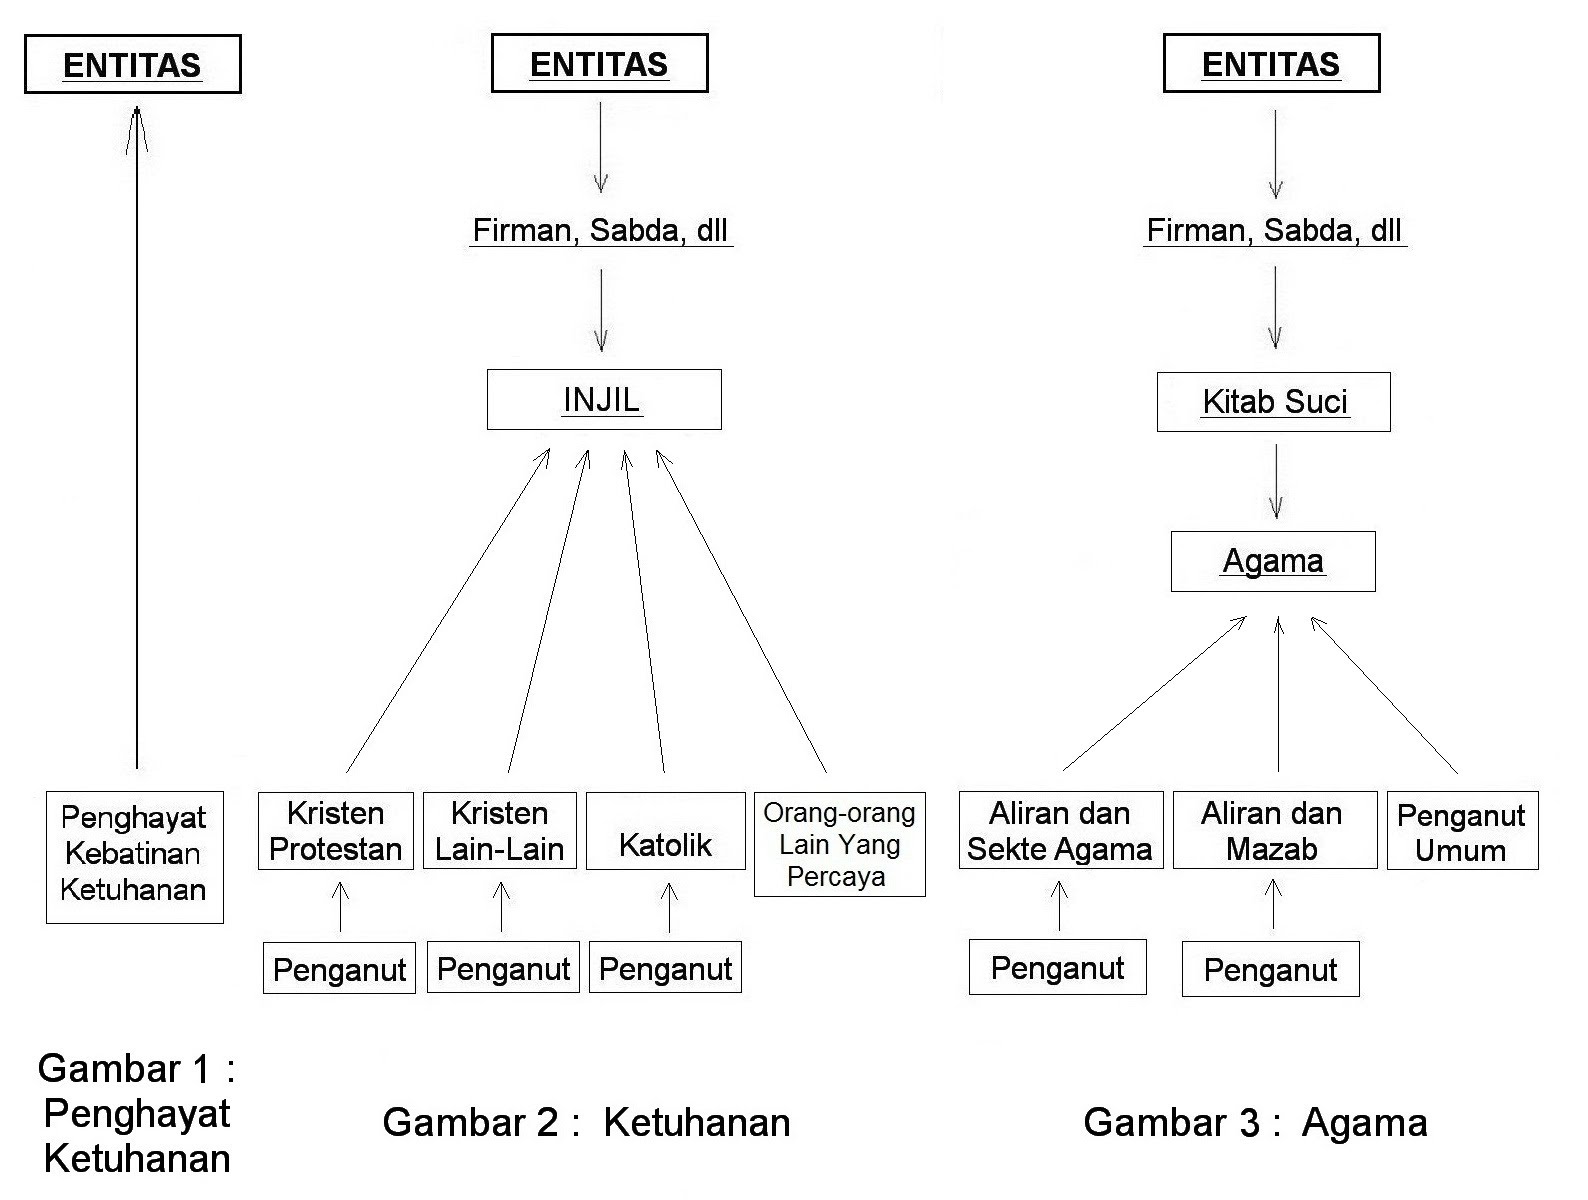 ENTITAS
Penghayat
Kebatinan
Ketuhanan
Gambar 1 :
Penghayat
Ketuhanan
ENTITAS
Firman, Sabda, dll
INJIL
Kristen
Protestan
Kristen
Lain-Lain
Katolik
Orang-orang
Lain Yang
Percaya
Penganut
Penganut
Penganut
Gambar 2 : Ketuhanan
ENTITAS
Firman, Sabda, dll
Kitab Suci
Agama
Aliran dan
Sekte Agama
Aliran dan
Mazab
Penganut
Umum
Penganut
Penganut
Gambar 3 : Agama